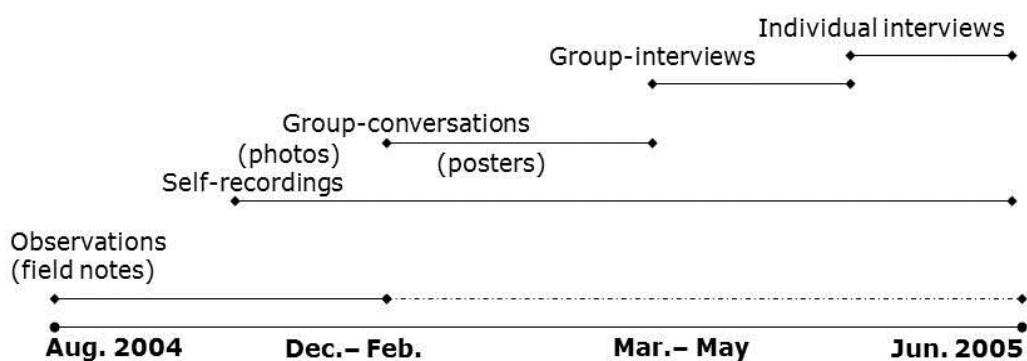 Individual interviews
Group-interviews
Group-conversations
(photos)
(posters)
Self-recordings
Observations
(field notes)
Aug. 2004 Dec.– Feb. Mar.– May Jun. 2005